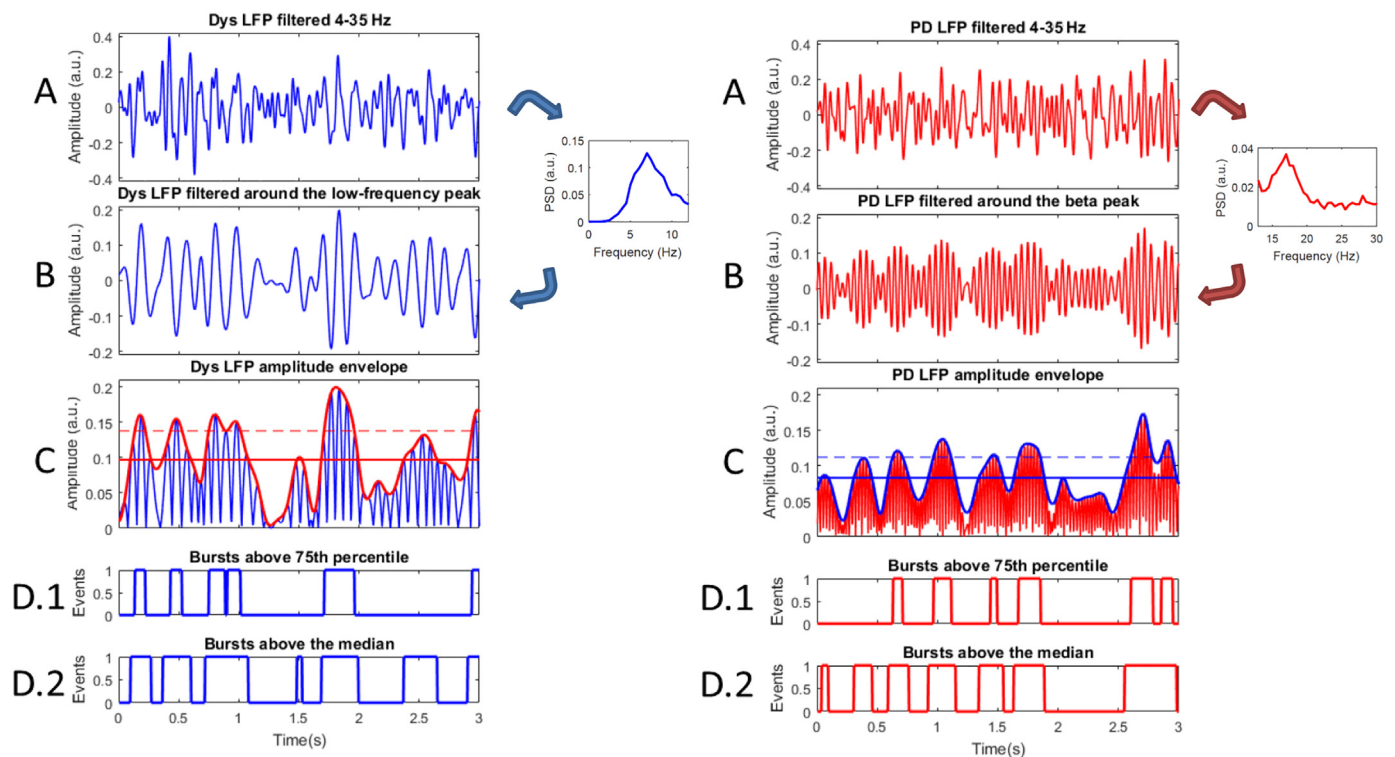 Dys LFP filtered 4-35 Hz
A
Amplitude (a.u.)
0.4
0.2
0
-0.2
-0.4
Dys LFP filtered around the low-frequency peak
B
Amplitude (a.u.)
0.2
0.1
0
-0.1
-0.2
PSD (a.u.)
0.15
0.1
0.05
0
0 5 10
Frequency (Hz)
Dys LFP amplitude envelope
C
Amplitude (a.u.)
0.2
0.15
0.1
0.05
0
Bursts above 75th percentile
D.1
Events
1
0.5
0
Bursts above the median
D.2
Events
1
0.5
0
0 0.5 1 1.5 2 2.5 3
Time(s)
PD LFP filtered 4-35 Hz
A
Amplitude (a.u.)
0.4
0.2
0
-0.2
-0.4
PD LFP filtered around the beta peak
B
Amplitude (a.u.)
0.2
0.1
0
-0.1
-0.2
PSD (a.u.)
0.04
0.02
0
15 20 25 30
Frequency (Hz)
PD LFP amplitude envelope
C
Amplitude (a.u.)
0.2
0.15
0.1
0.05
0
Bursts above 75th percentile
D.1
Events
1
0.5
0
Bursts above the median
D.2
Events
1
0.5
0
0 0.5 1 1.5 2 2.5 3
Time(s)